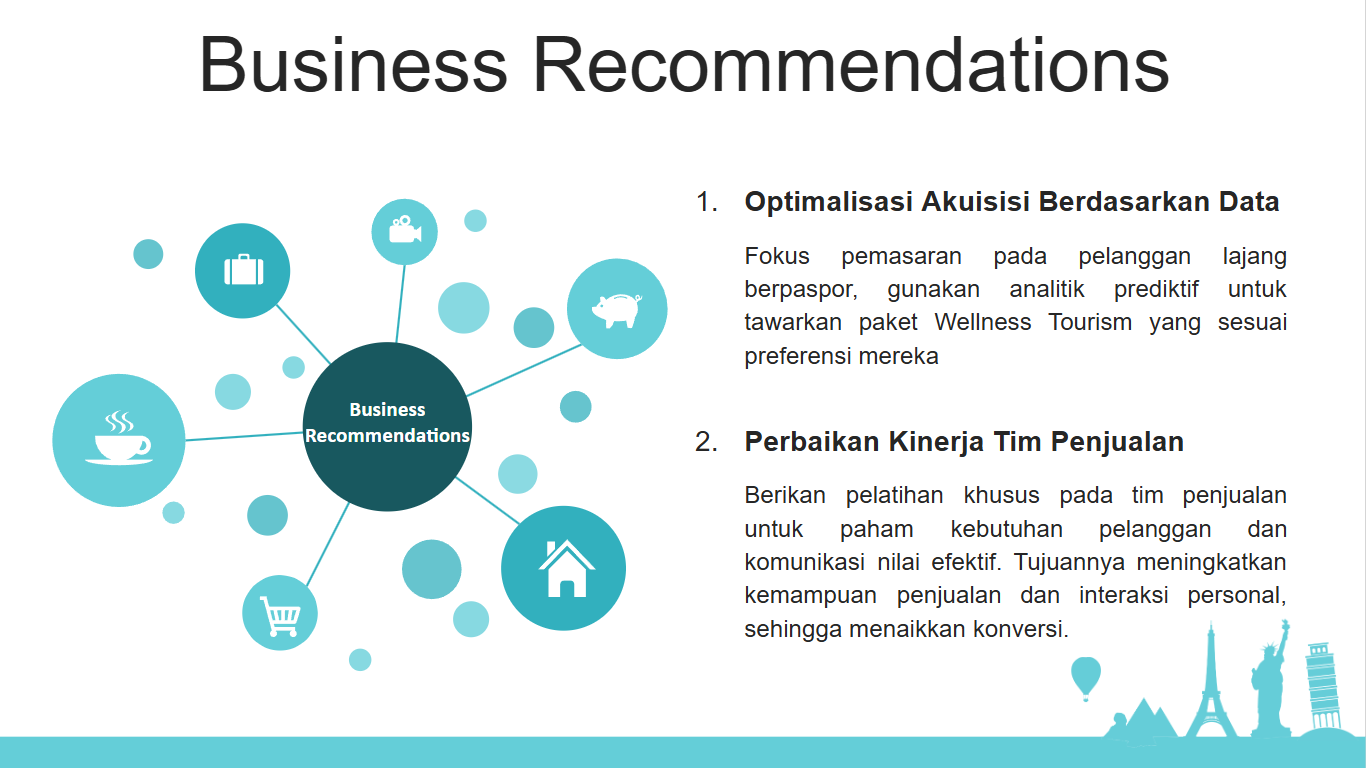 Business Recommendations
Business
Recommendations
1. Optimalisasi Akuisisi Berdasarkan Data
Fokus pemasaran pada pelanggan lajang
berpaspor, gunakan analitik prediktif untuk
tawarkan paket Wellness Tourism yang sesuai
preferensi mereka
2. Perbaikan Kinerja Tim Penjualan
Berikan pelatihan khusus pada tim penjualan
untuk paham kebutuhan pelanggan dan
komunikasi nilai efektif. Tujuannya meningkatkan
kemampuan penjualan dan interaksi personal,
sehingga menaikkan konversi.